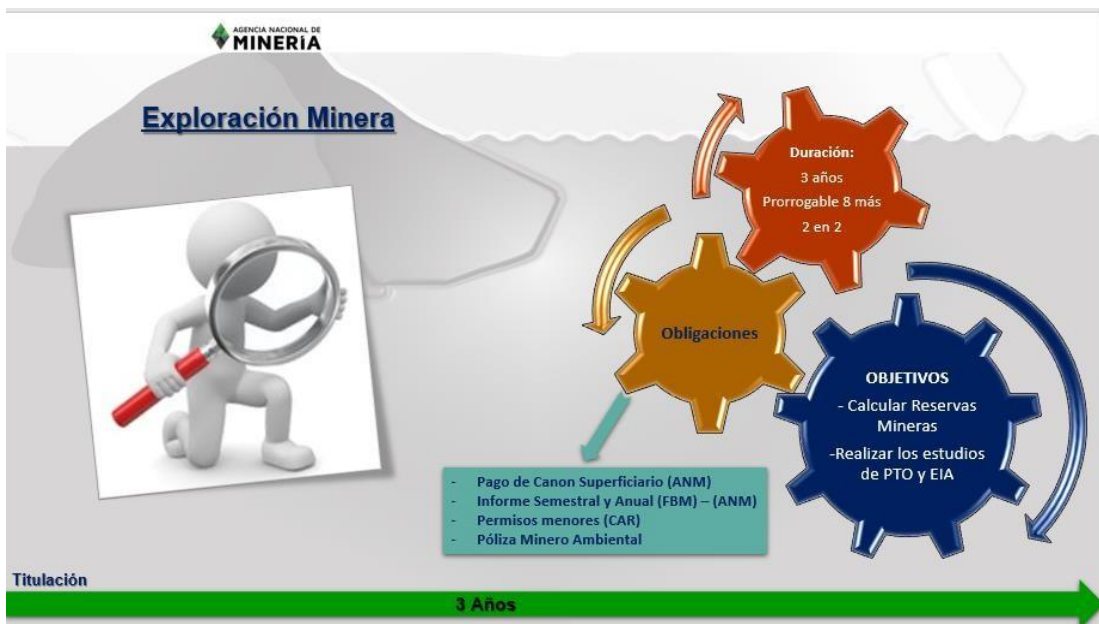 AGENCIA NACIONAL DE
MINERÍA
Exploración Minera
Duración:
3 años
Prorrogable 8 más
2 en 2
Obligaciones
OBJETIVOS
- Calcular Reservas
Mineras
-Realizar los estudios
de PTO y EIA
- Pago de Canon Superficiario (ANM)
- Informe Semestral y Anual (FBM) – (ANM)
- Permisos menores (CAR)
- Póliza Minero Ambiental
Titulación
3 Años